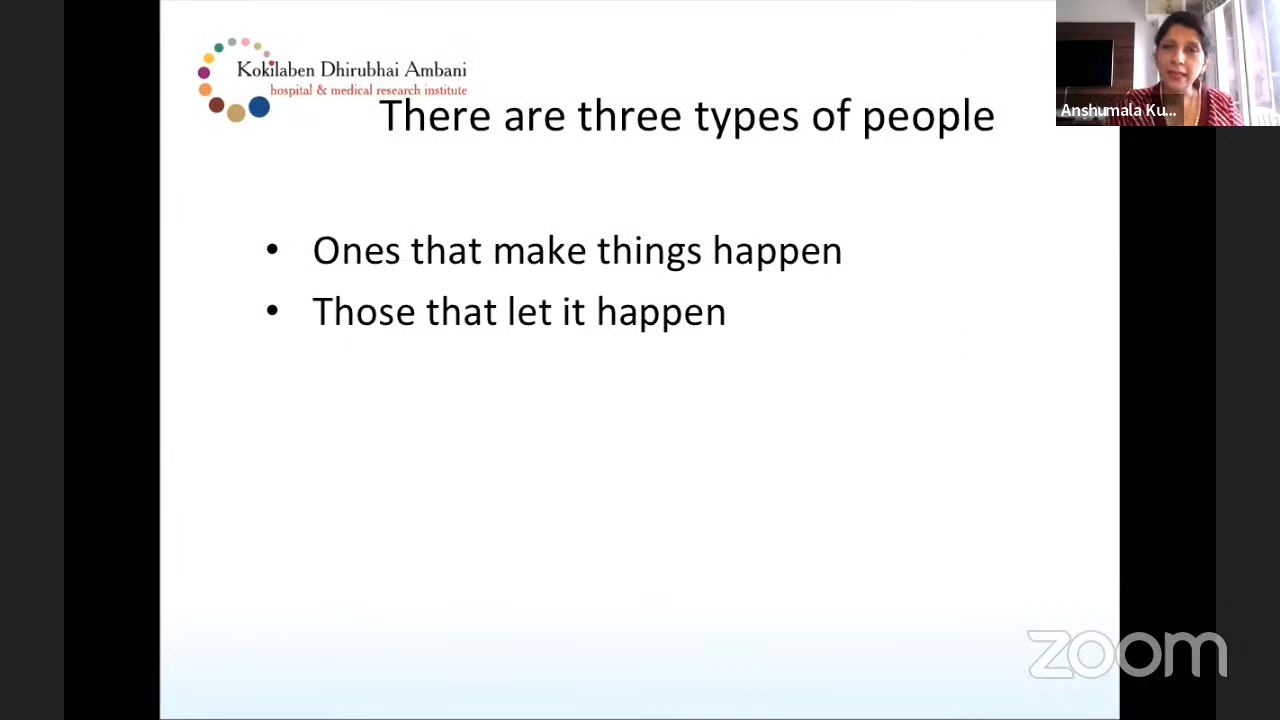 Kokilaben Dhirubhai Ambani
hospital & medical research institute
There are three types of people
• Ones that make things happen
• Those that let it happen
Anshumala Ku...
zoom